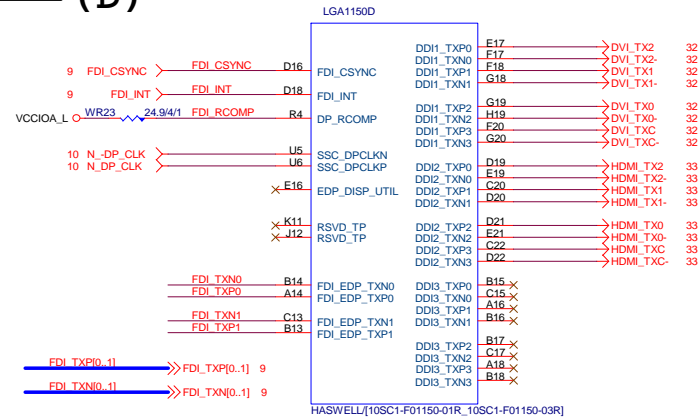 (D)
LGA1150D
9 FDI_CSYNC FDI_CSYNC D16 FDI_CSYNC
9 FDI_INT FDI_INT D18 FDI_INT
VCCIOA_L WR23 24.9/4/1 FDI_RCOMP R4 DP_RCOMP
10 N_-DP_CLK U5 SSC_DPCLKN
10 N_DP_CLK U6 SSC_DPCLKP
E16 EDP_DISP_UTIL
K11 RSVD_TP
J12 RSVD_TP
FDI_TXN0 B14 FDI_EDP_TXN0
FDI_TXP0 A14 FDI_EDP_TXP0
FDI_TXN1 C13 FDI_EDP_TXN1
FDI_TXP1 B13 FDI_EDP_TXP1
FDI_TXP[0..1] FDI_TXP[0..1] 9
FDI_TXN[0..1] FDI_TXN[0..1] 9
DDI1_TXP0 E17 DVI_TX2 32
DDI1_TXN0 F17 DVI_TX2- 32
DDI1_TXP1 F18 DVI_TX1 32
DDI1_TXN1 G18 DVI_TX1- 32
DDI1_TXP2 G19 DVI_TX0 32
DDI1_TXN2 H19 DVI_TX0- 32
DDI1_TXP3 F20 DVI_TXC 32
DDI1_TXN3 G20 DVI_TXC- 32
DDI2_TXP0 D19 HDMI_TX2 33
DDI2_TXN0 E19 HDMI_TX2- 33
DDI2_TXP1 C20 HDMI_TX1 33
DDI2_TXN1 D20 HDMI_TX1- 33
DDI2_TXP2 D21 HDMI_TX0 33
DDI2_TXN2 E21 HDMI_TX0- 33
DDI2_TXP3 C22 HDMI_TXC 33
DDI2_TXN3 D22 HDMI_TXC- 33
DDI3_TXP0 B15
DDI3_TXN0 C15
DDI3_TXP1 A16
DDI3_TXN1 B16
DDI3_TXP2 B17
DDI3_TXN2 C17
DDI3_TXP3 A18
DDI3_TXN3 B18
HASWELL/[10SC1-F01150-01R_10SC1-F01150-03R]